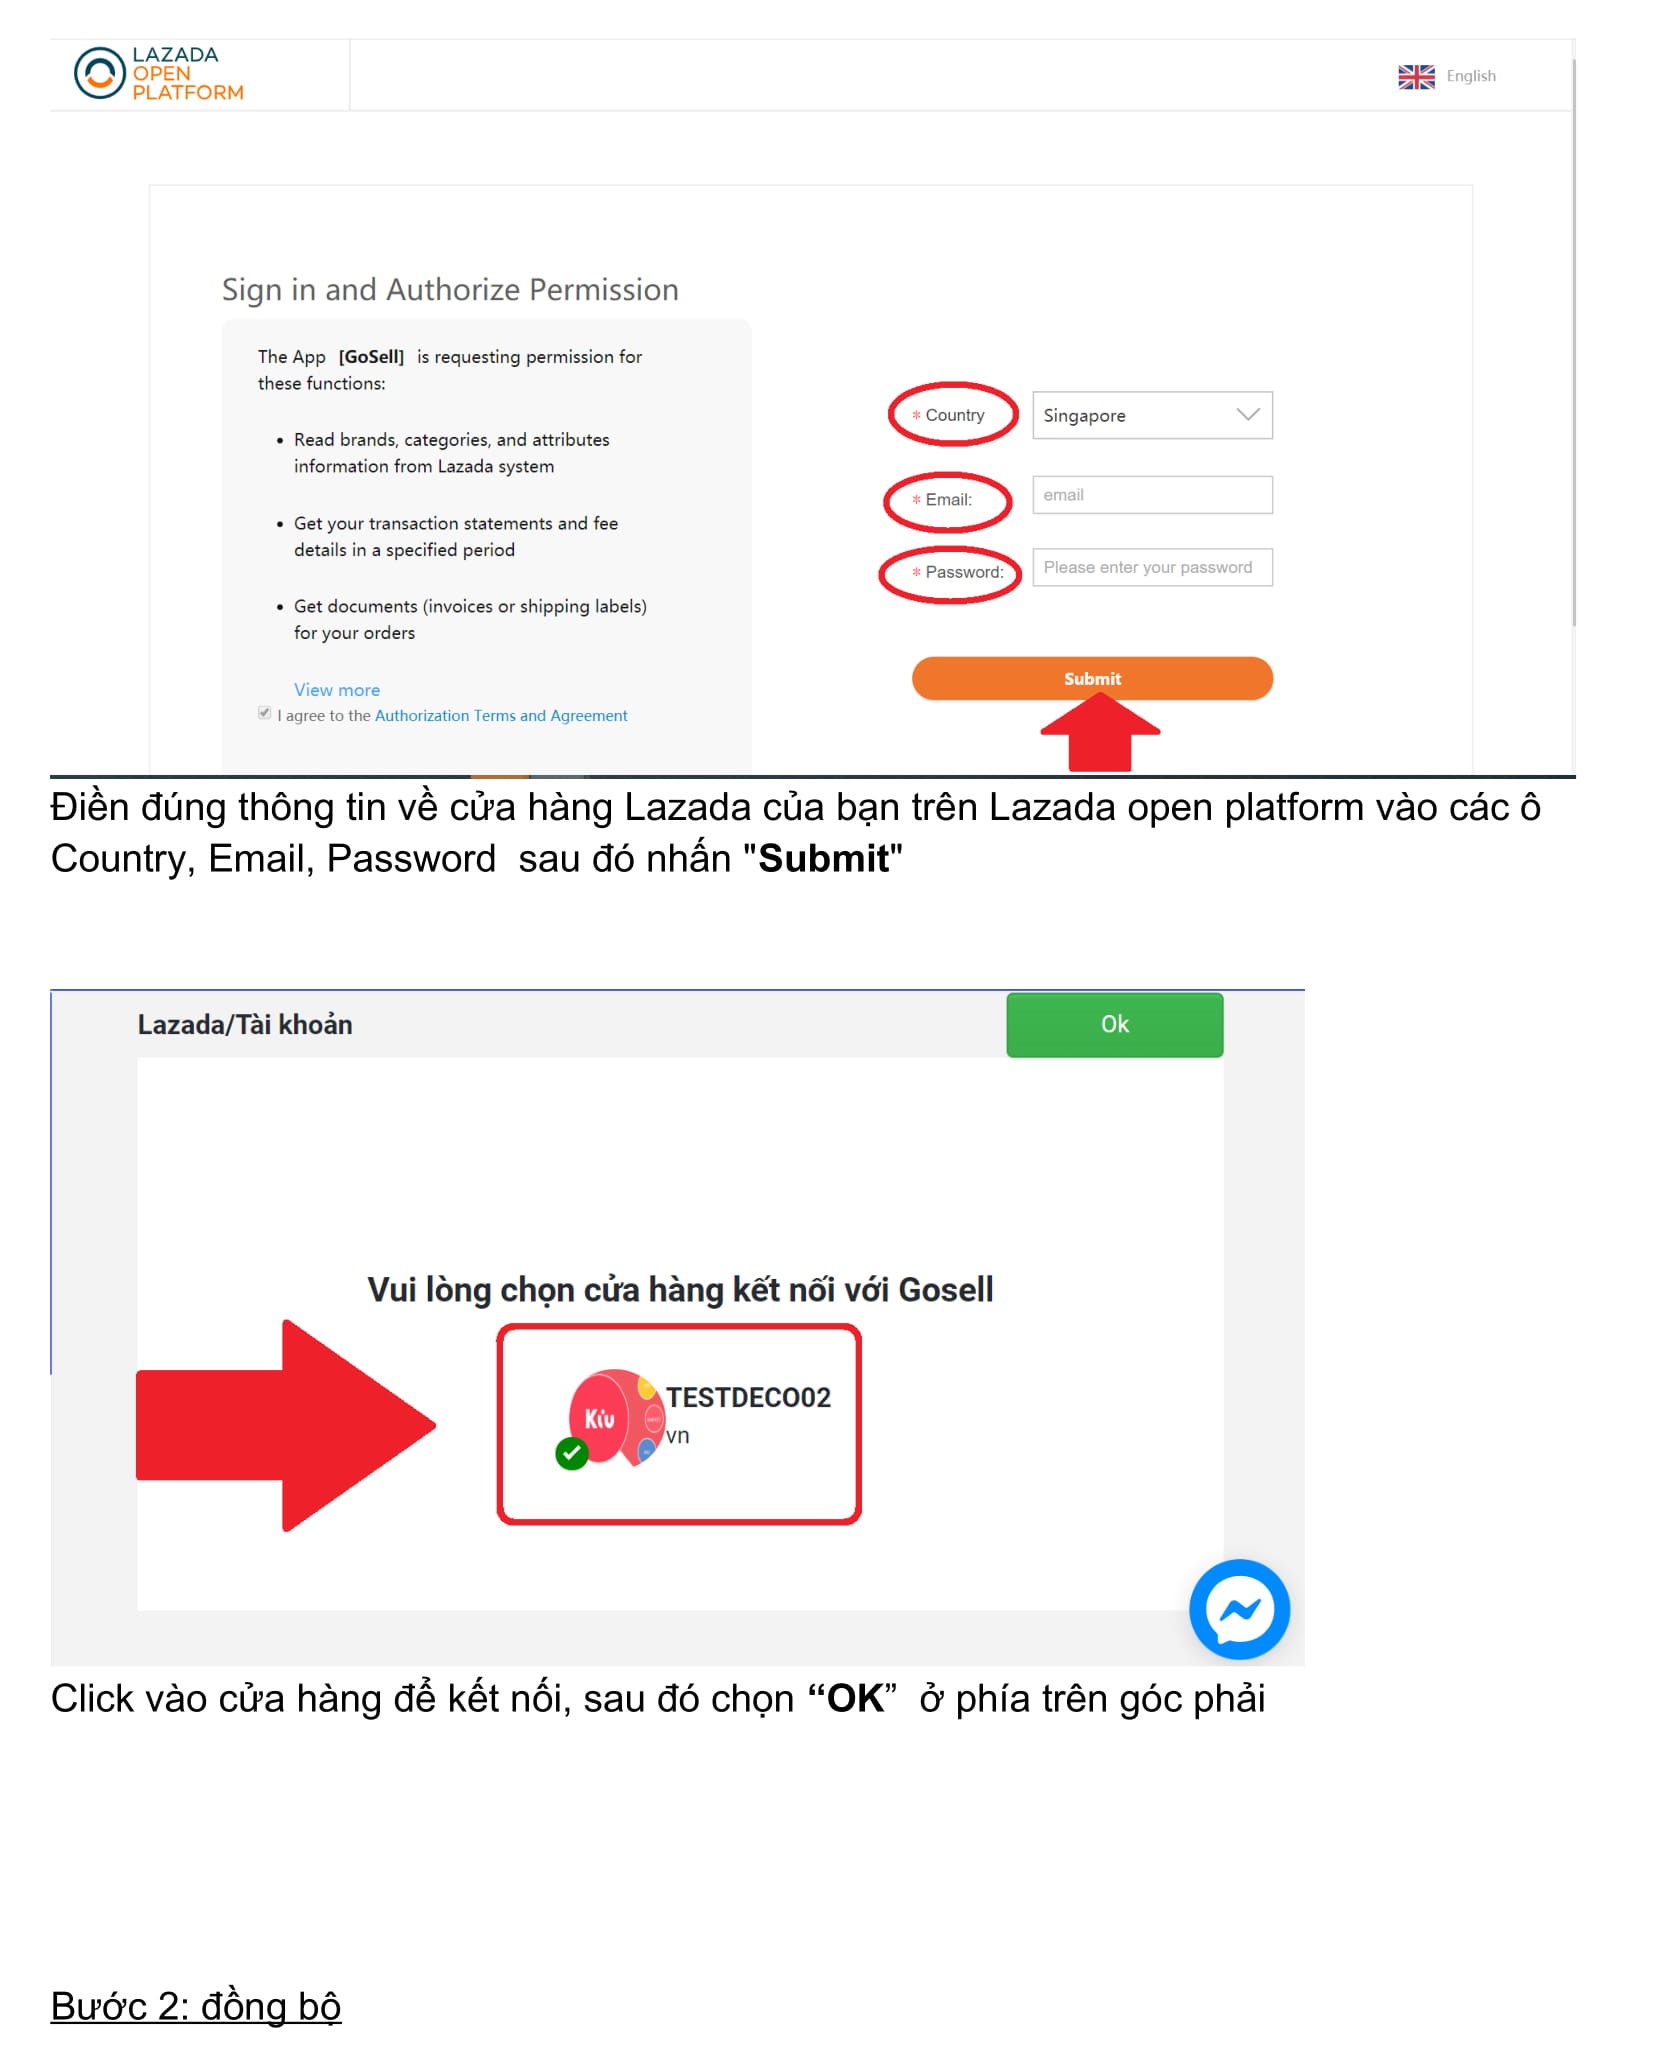 LAZADA
OPEN
PLATFORM
English
Sign in and Authorize Permission
The App [GoSell] is requesting permission for
these functions:
• Read brands, categories, and attributes
information from Lazada system
• Get your transaction statements and fee
details in a specified period
• Get documents (invoices or shipping labels)
for your orders
View more
I agree to the Authorization Terms and Agreement
* Country
Singapore
* Email:
email
* Password:
Please enter your password
Submit
Điền đúng thông tin về cửa hàng Lazada của bạn trên Lazada open platform vào các ô
Country, Email, Password sau đó nhấn "Submit"
Lazada/Tài khoản
Ok
Vui lòng chọn cửa hàng kết nối với Gosell
Kiu
TESTDECO02
vn
Click vào cửa hàng để kết nối, sau đó chọn “OK” ở phía trên góc phải
Bước 2: đồng bộ